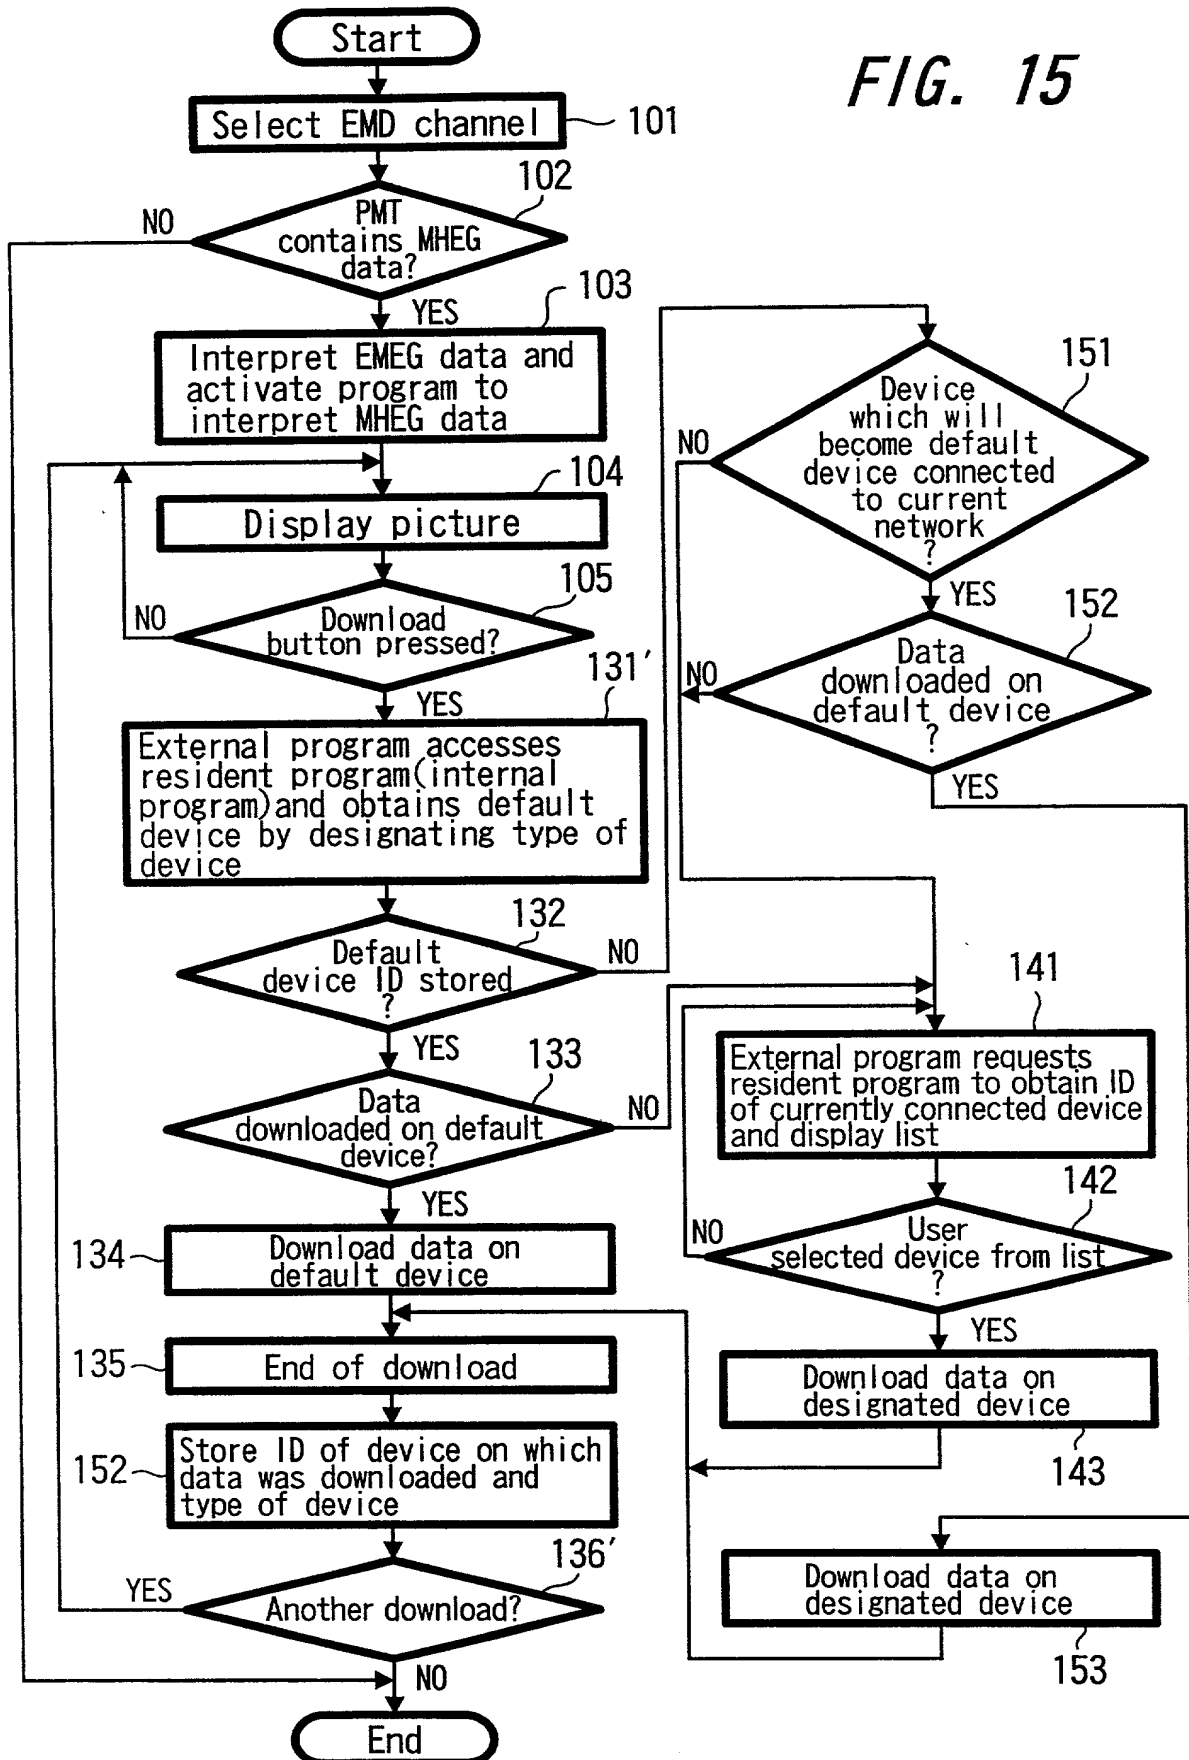 FIG. 15
Start
Select EMD channel
101
102
NO
PMT
contains MHEG
data?
YES
103
Interpret EMEG data and
activate program to
interpret MHEG data
104
Display picture
105
NO
Download
button pressed?
YES
131′
External program accesses
resident program(internal
program)and obtains default
device by designating type of
device
132
Default
device ID stored
?
NO
YES
133
Data
downloaded on default
device?
NO
YES
134
Download data on
default device
135
End of download
152
Store ID of device on which
data was downloaded and
type of device
136′
YES
Another download?
NO
End
151
Device
which will
become default
device connected
to current
network
?
NO
YES
152
Data
downloaded on
default device
?
NO
YES
141
External program requests
resident program to obtain ID
of currently connected device
and display list
142
NO
User
selected device from list
?
YES
Download data on
designated device
143
Download data on
designated device
153